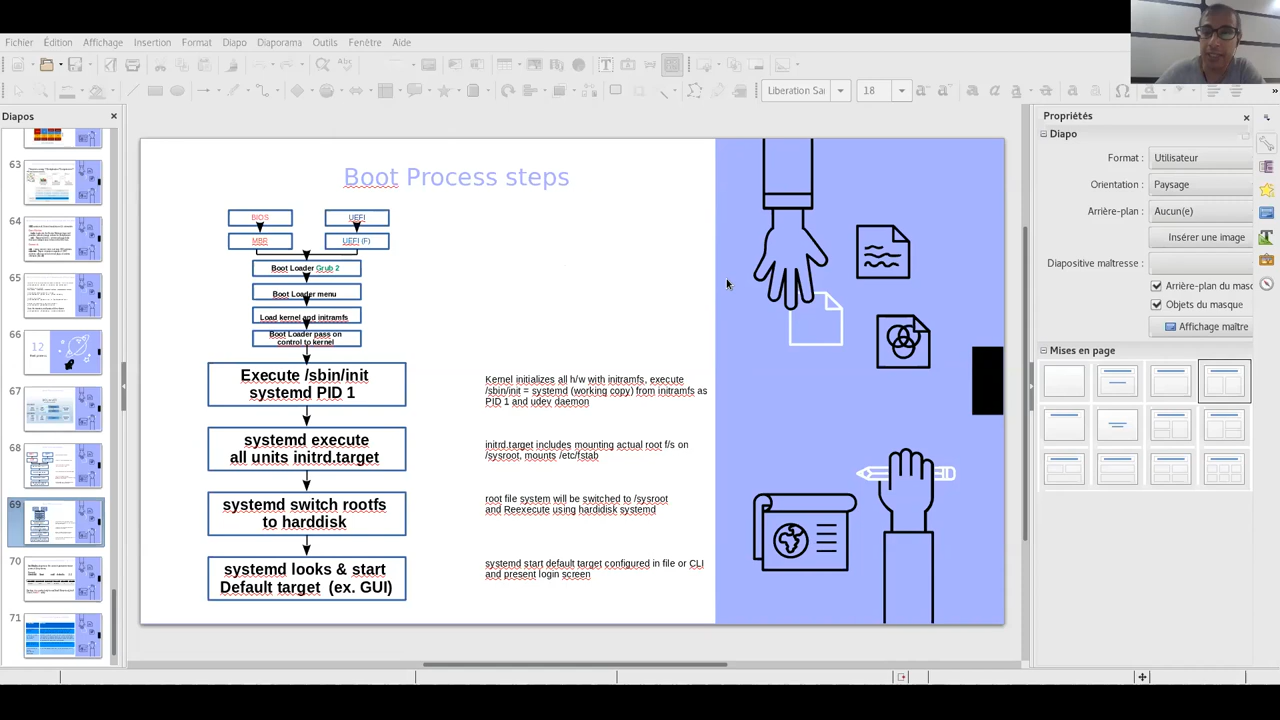 Fichier Édition Affichage Insertion Format Diapo Diaporama Outils Fenêtre Aide
Liberation Sar 18
Diapos
63
64
65
66
12
67
68
69
70
71
Boot Process steps
BIOS UEFI
MBR UEFI (F)
Boot Loader Grub 2
Boot Loader menu
Load kernel and initramfs
Boot Loader pass on
control to kernel
Execute /sbin/init
systemd PID 1
Kernel initializes all h/w with initramfs, execute
/sbin/init = systemd (working copy) from initramfs as
PID 1 and udev daemon
systemd execute
all units initrd.target
initrd.target includes mounting actual root f/s on
/sysroot, mounts /etc/fstab
systemd switch rootfs
to harddisk
root file system will be switched to /sysroot
and Reexecute using hardidisk systemd
systemd looks & start
Default target (ex. GUI)
systemd start default target configured in file or CLI
and present login screen
Propriétés
Diapo
Format : Utilisateur
Orientation : Paysage
Arrière-plan : Aucun(e)
Insérer une image
Diapositive maîtresse :
Arrière-plan du masc
Objets du masque
Affichage maître
Mises en page